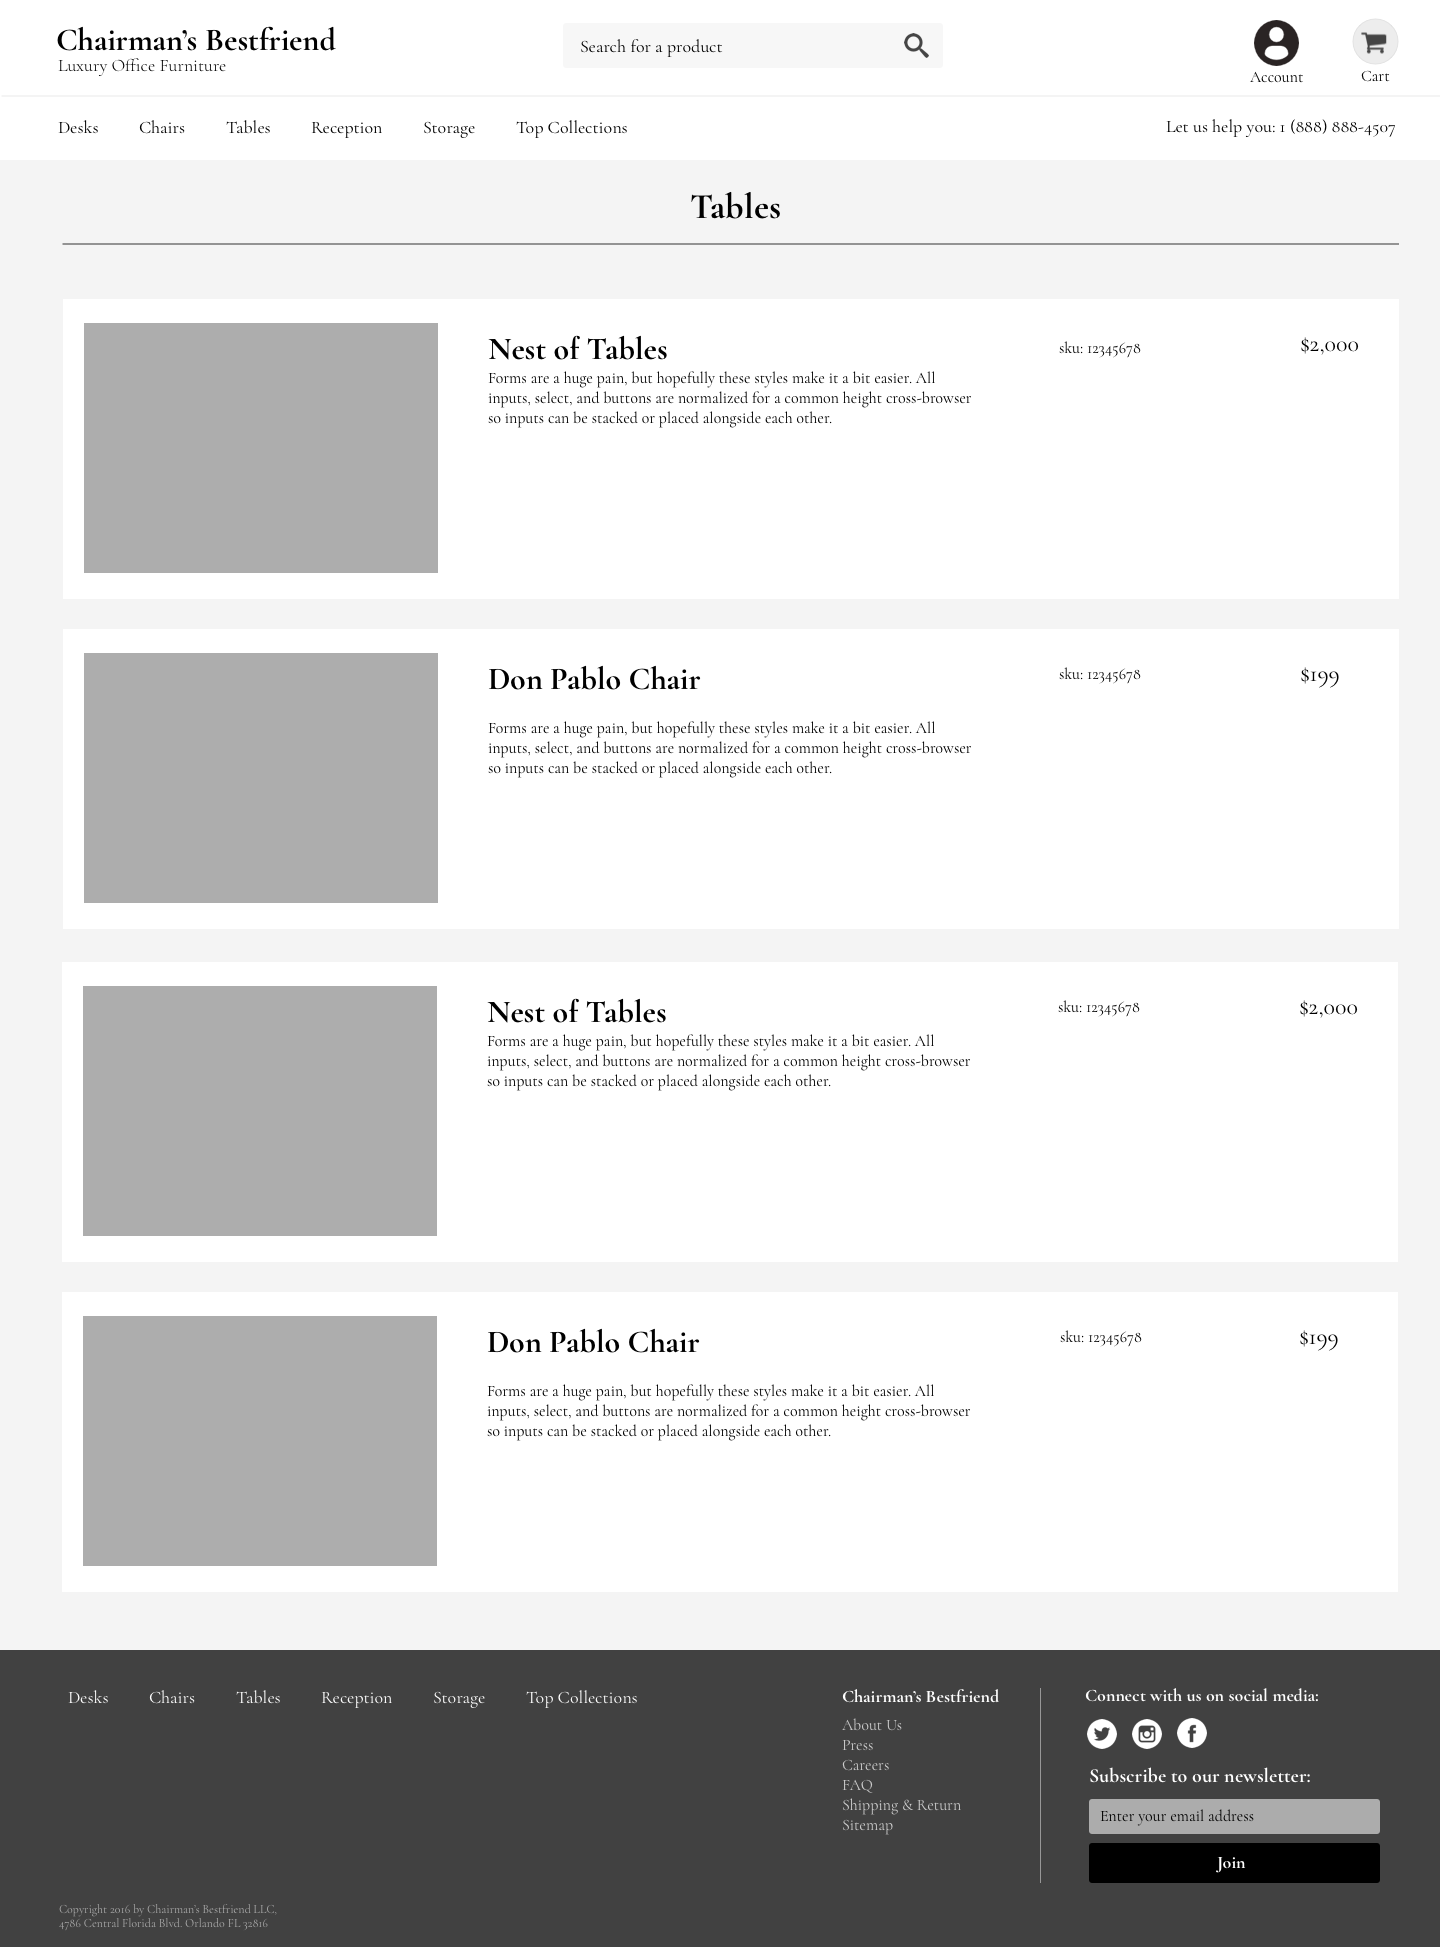 Chairman’s Bestfriend
Luxury Office Furniture
Search for a product
Account
Cart
Desks Chairs Tables Reception Storage Top Collections
Let us help you: 1 (888) 888-4507
Tables
Nest of Tables
sku: 12345678
$2,000
Forms are a huge pain, but hopefully these styles make it a bit easier. All
inputs, select, and buttons are normalized for a common height cross-browser
so inputs can be stacked or placed alongside each other.
Don Pablo Chair
sku: 12345678
$199
Forms are a huge pain, but hopefully these styles make it a bit easier. All
inputs, select, and buttons are normalized for a common height cross-browser
so inputs can be stacked or placed alongside each other.
Nest of Tables
sku: 12345678
$2,000
Forms are a huge pain, but hopefully these styles make it a bit easier. All
inputs, select, and buttons are normalized for a common height cross-browser
so inputs can be stacked or placed alongside each other.
Don Pablo Chair
sku: 12345678
$199
Forms are a huge pain, but hopefully these styles make it a bit easier. All
inputs, select, and buttons are normalized for a common height cross-browser
so inputs can be stacked or placed alongside each other.
Desks Chairs Tables Reception Storage Top Collections
Chairman’s Bestfriend
About Us
Press
Careers
FAQ
Shipping & Return
Sitemap
Connect with us on social media:
Subscribe to our newsletter:
Enter your email address
Join
Copyright 2016 by Chairman’s Bestfriend LLC,
4786 Central Florida Blvd. Orlando FL 32816